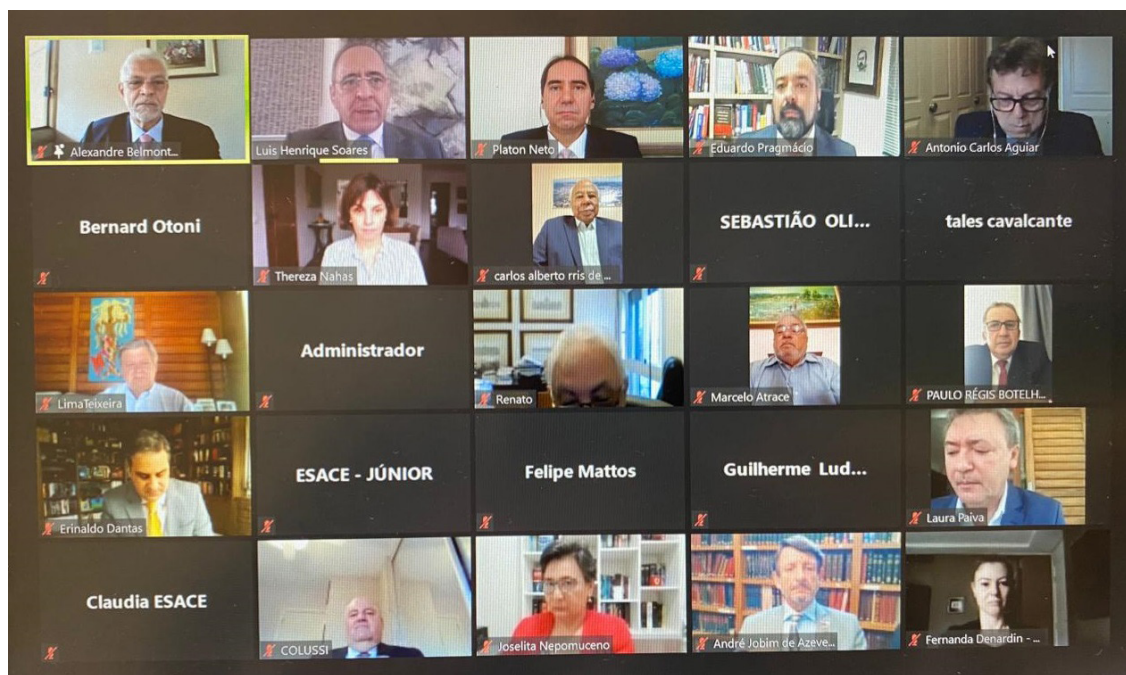 Alexandre Belmont...
Luis Henrique Soares
Platon Neto
Eduardo Pragmácio
Antonio Carlos Aguiar
Bernard Otoni
Thereza Nahas
carlos alberto rris de ...
SEBASTIÃO OLI...
tales cavalcante
LimaTeixeira
Administrador
Renato
Marcelo Atrace
PAULO RÉGIS BOTELH...
Erinaldo Dantas
ESACE - JÚNIOR
Felipe Mattos
Guilherme Lud...
Laura Paiva
Claudia ESACE
COLUSSI
Joselita Nepomuceno
André Jobim de Azeve...
Fernanda Denardin - ...